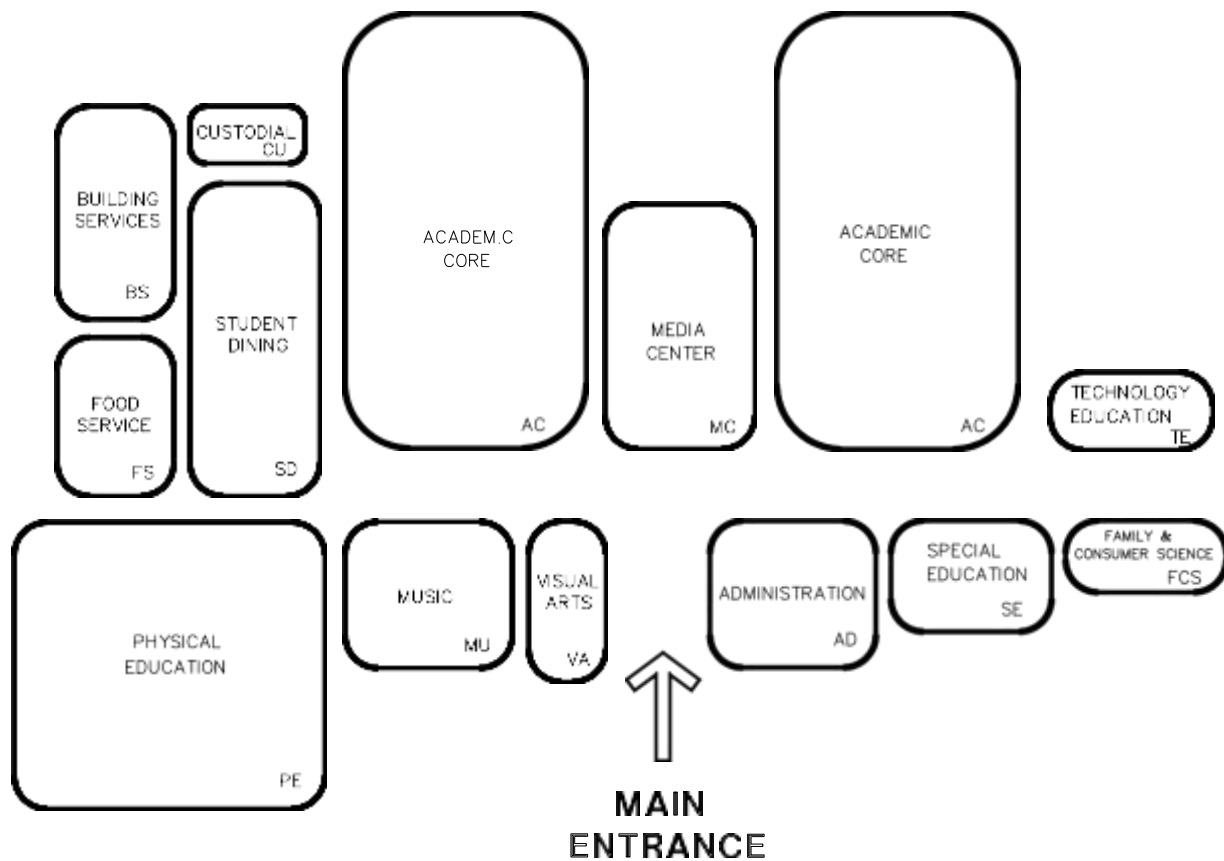 CUSTODIAL
CU
BUILDING
SERVICES
BS
ACADEM.C
CORE
AC
ACADEMIC
CORE
AC
STUDENT
DINING
SD
MEDIA
CENTER
MC
FOOD
SERVICE
FS
TECHNOLOGY
EDUCATION
TE
PHYSICAL
EDUCATION
PE
MUSIC
MU
VISUAL
ARTS
VA
ADMINISTRATION
AD
SPECIAL
EDUCATION
SE
FAMILY &
CONSUMER SCIENCE
FCS
MAIN
ENTRANCE